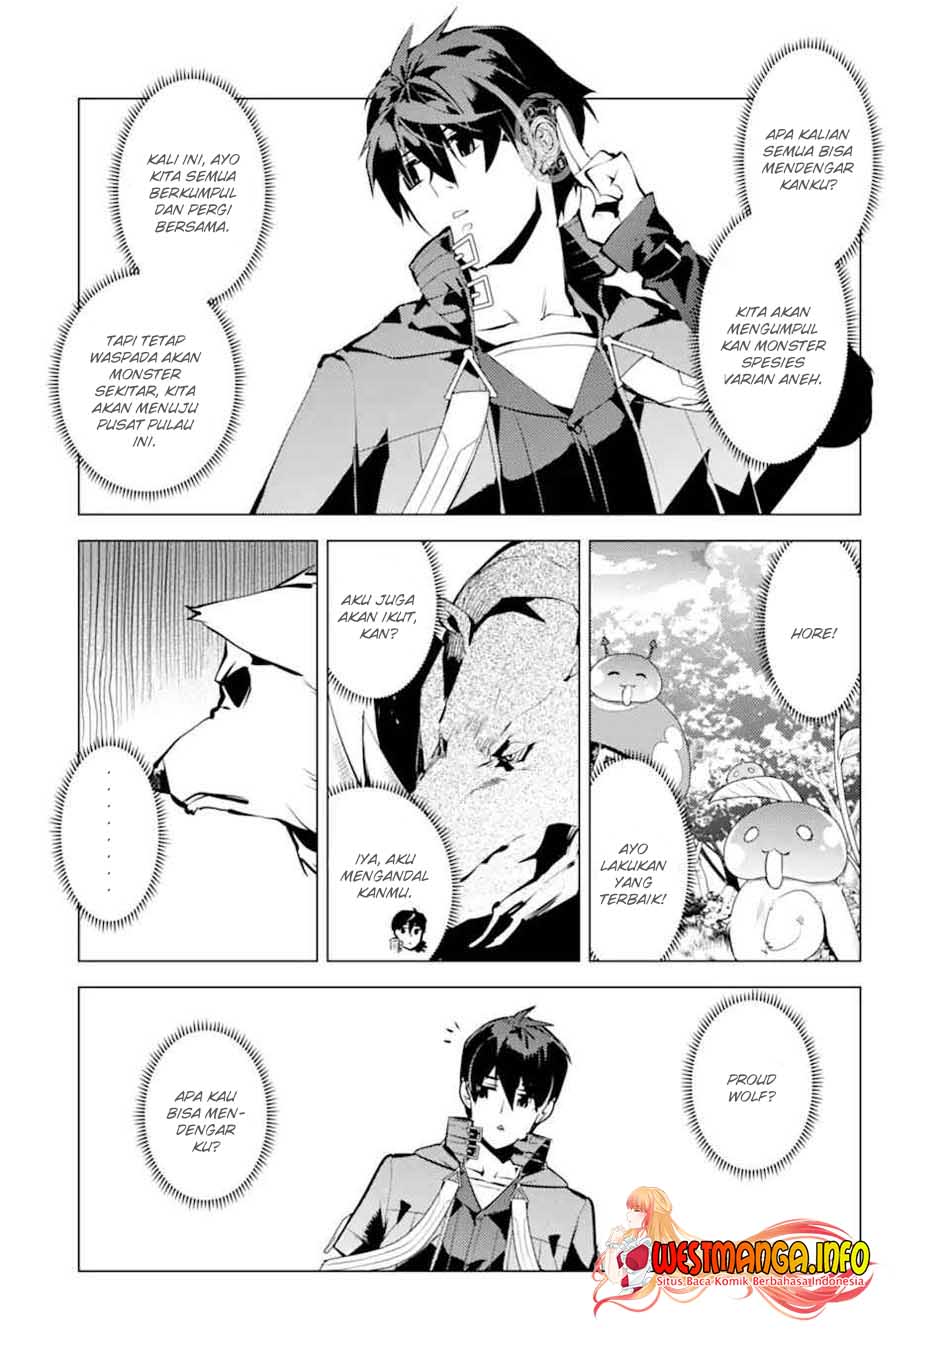 APA KALIAN
SEMUA BISA
MENDENGAR
KANKU?
KITA AKAN
MENGUMPUL
KAN MONSTER
SPESIES
VARIAN ANEH.
KALI INI, AYO
KITA SEMUA
BERKUMPUL
DAN PERGI
BERSAMA.
TAPI TETAP
WASPADA AKAN
MONSTER
SEKITAR, KITA
AKAN MENUJU
PUSAT PULAU
INI.
HORE!
AYO
LAKUKAN
YANG
TERBAIK!
AKU JUGA
AKAN IKUT,
KAN?
IYA, AKU
MENGANDAL
KANMU.
........
PROUD
WOLF?
APA KAU
BISA MEN-
DENGAR
KU?
WESTMANGA.INFO
SITUS BACA KOMIK BERBAHASA INDONESIA